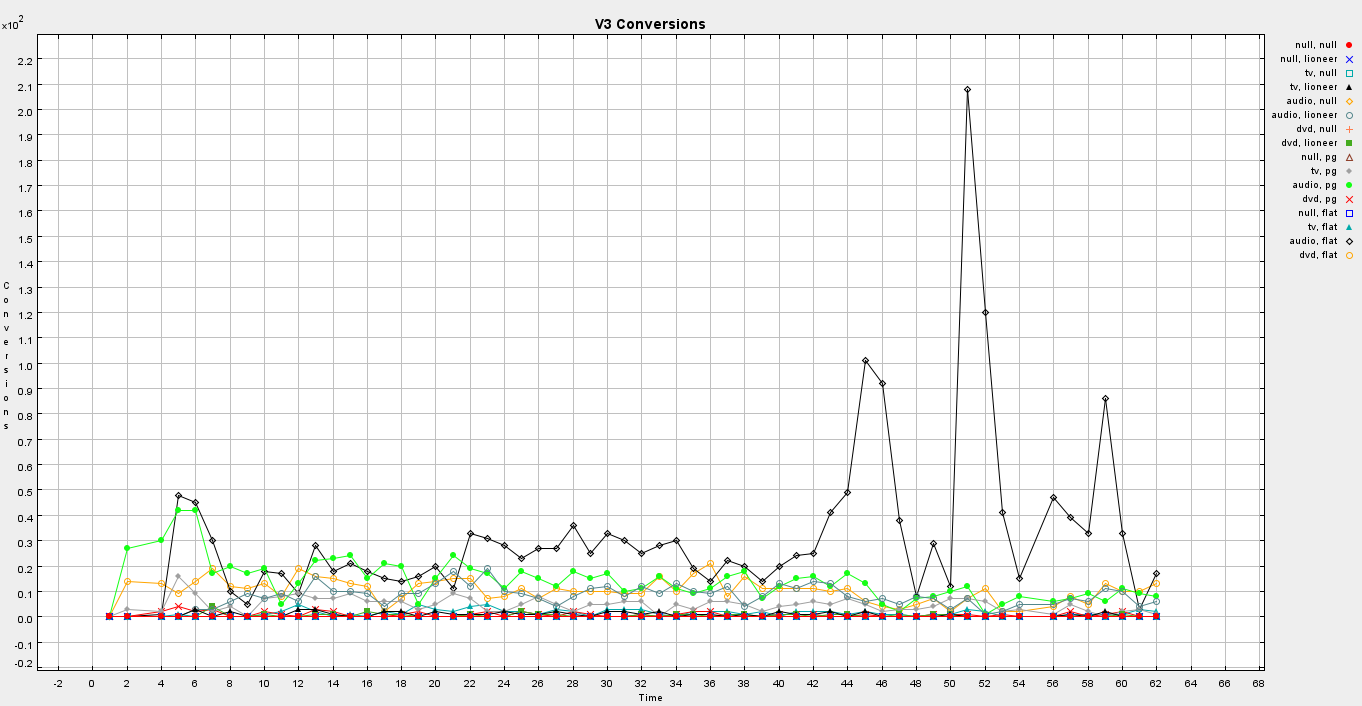 V3 Conversions
x10^2
2.2
2.1
2.0
1.9
1.8
1.7
1.6
1.5
1.4
1.3
1.2
1.1
1.0
0.9
0.8
0.7
0.6
0.5
0.4
0.3
0.2
0.1
0.0
-0.1
-0.2
Conversions
-2 0 2 4 6 8 10 12 14 16 18 20 22 24 26 28 30 32 34 36 38 40 42 44 46 48 50 52 54 56 58 60 62 64 66 68
Time
null, null
null, lioneer
tv, null
tv, lioneer
audio, null
audio, lioneer
dvd, null
dvd, lioneer
null, pg
tv, pg
audio, pg
dvd, pg
null, flat
tv, flat
audio, flat
dvd, flat